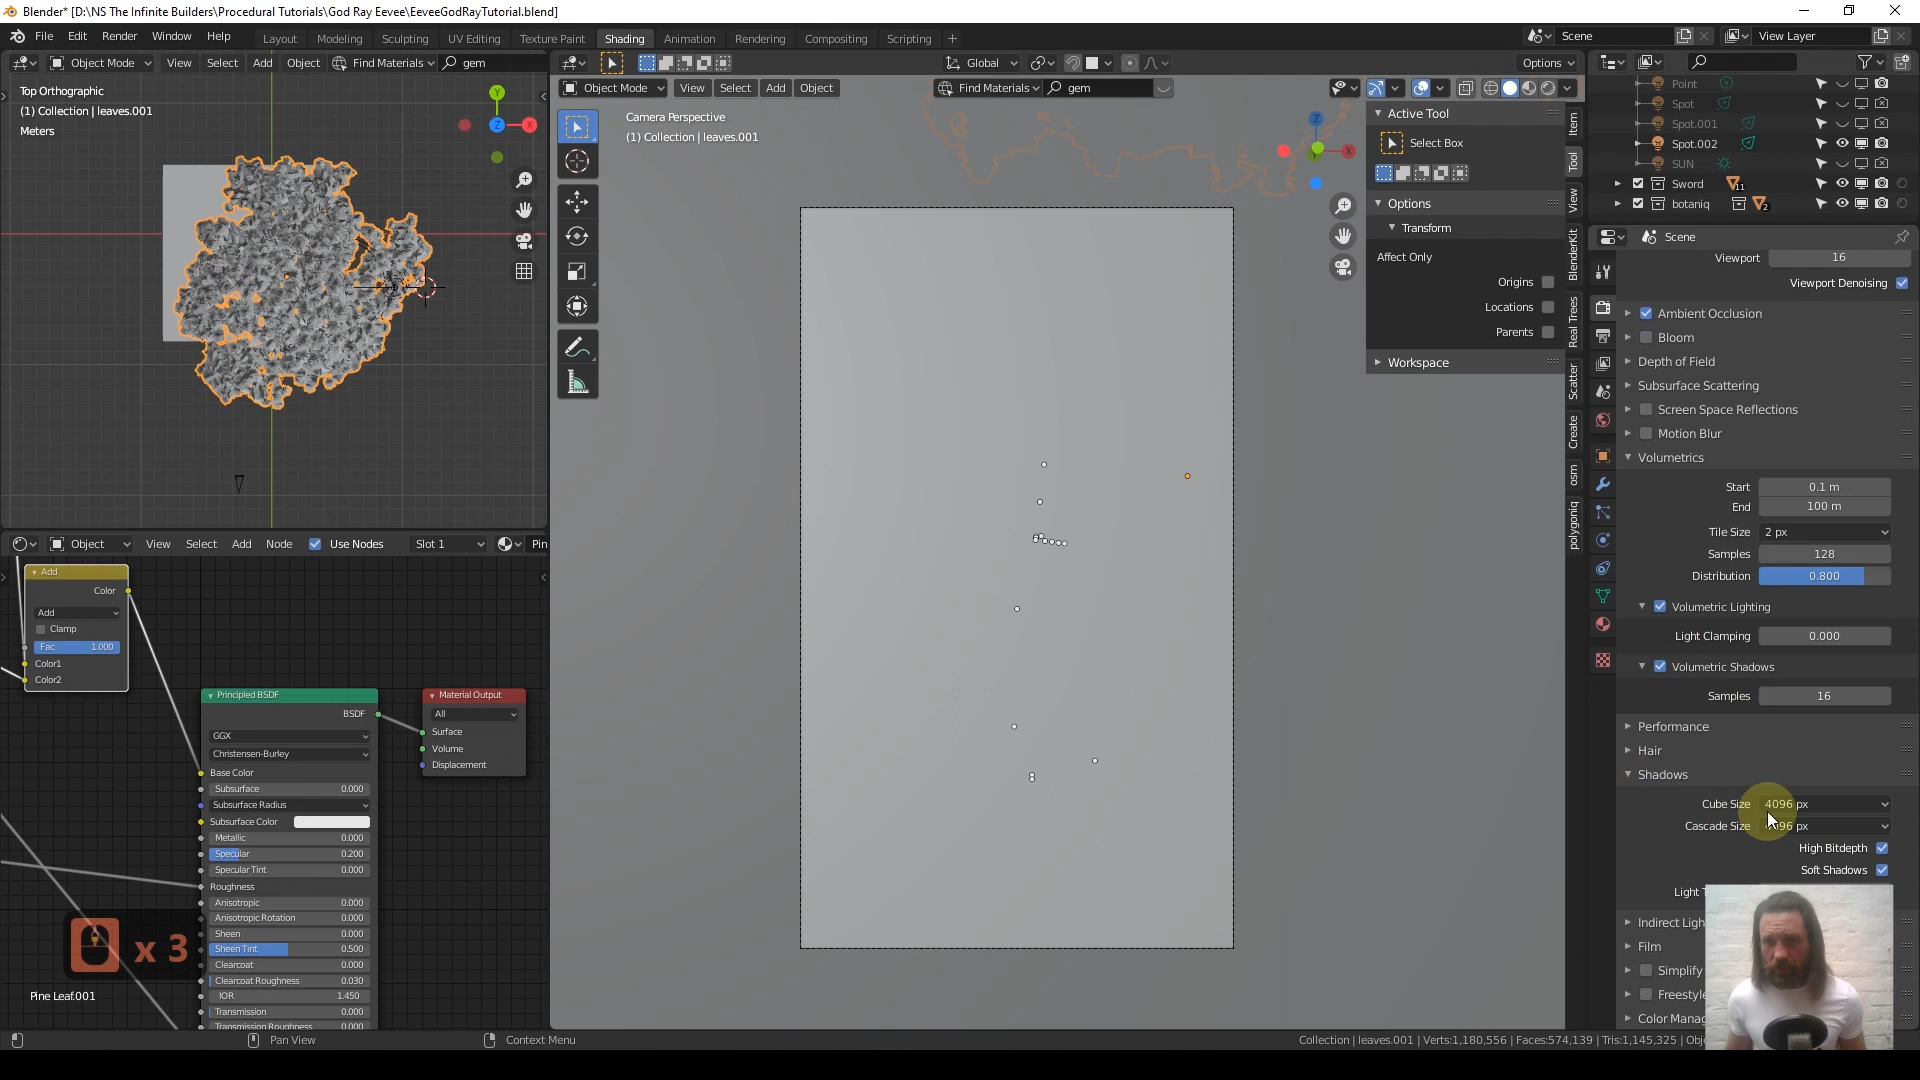 Blender* [D:\NS The Infinite Builders\Procedural Tutorials\God Ray Eevee\EeveeGodRayTutorial.blend]
File Edit Render Window Help Layout Modeling Sculpting UV Editing Texture Paint Shading Animation Rendering Compositing Scripting + Scene View Layer
Object Mode View Select Add Object Find Materials gem Global Options
Object Mode View Select Add Object Find Materials gem
Top Orthographic
(1) Collection | leaves.001
Meters
Y
X
Z
Camera Perspective
(1) Collection | leaves.001
Z
X
Y
Active Tool
Select Box
Options
Transform
Affect Only
Origins
Locations
Parents
Workspace
Item
Tool
View
BlenderKit
Real Trees
Scatter
Create
osm
polygoniq
Point
Spot
Spot.001
Spot.002
SUN
Sword 11
botaniq 2
Scene
Viewport 16
Viewport Denoising
Ambient Occlusion
Bloom
Depth of Field
Subsurface Scattering
Screen Space Reflections
Motion Blur
Volumetrics
Start 0.1 m
End 100 m
Tile Size 2 px
Samples 128
Distribution 0.800
Volumetric Lighting
Light Clamping 0.000
Volumetric Shadows
Samples 16
Performance
Hair
Shadows
Cube Size 4096 px
Cascade Size 4096 px
High Bitdepth
Soft Shadows
Light T
Indirect Ligh
Film
Simplify
Freestyle
Color Manag
Object View Select Add Node Use Nodes Slot 1 Pin
Add
Color
Add
Clamp
Fac 1.000
Color1
Color2
Principled BSDF
BSDF
GGX
Christensen-Burley
Base Color
Subsurface 0.000
Subsurface Radius
Subsurface Color
Metallic 0.000
Specular 0.200
Specular Tint 0.000
Roughness
Anisotropic 0.000
Anisotropic Rotation 0.000
Sheen 0.000
Sheen Tint 0.500
Clearcoat 0.000
Clearcoat Roughness 0.030
IOR 1.450
Transmission 0.000
Transmission Roughness 0.000
Material Output
All
Surface
Volume
Displacement
x 3
Pine Leaf.001
Pan View Context Menu Collection | leaves.001 | Verts:1,180,556 | Faces:574,139 | Tris:1,145,325 | Obj